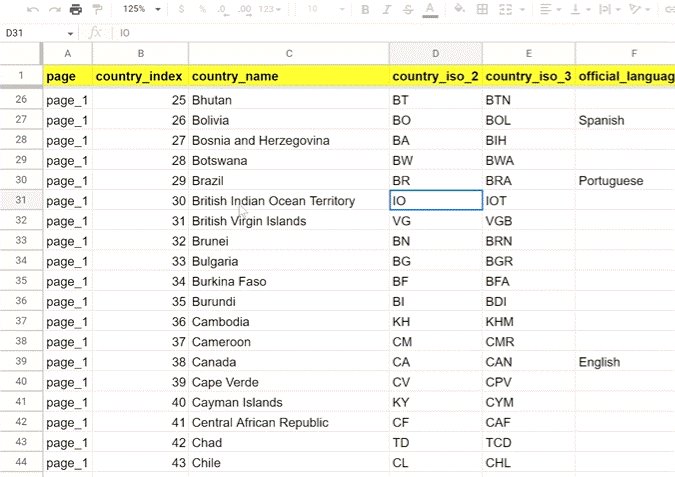 125% $ % .0 .00 123 10 B I S A
D31 fx IO
A B C D E F
1 page country_index country_name country_iso_2 country_iso_3 official_languag
26 page_1 25 Bhutan BT BTN
27 page_1 26 Bolivia BO BOL Spanish
28 page_1 27 Bosnia and Herzegovina BA BIH
29 page_1 28 Botswana BW BWA
30 page_1 29 Brazil BR BRA Portuguese
31 page_1 30 British Indian Ocean Territory IO IOT
32 page_1 31 British Virgin Islands VG VGB
33 page_1 32 Brunei BN BRN
34 page_1 33 Bulgaria BG BGR
35 page_1 34 Burkina Faso BF BFA
36 page_1 35 Burundi BI BDI
37 page_1 36 Cambodia KH KHM
38 page_1 37 Cameroon CM CMR
39 page_1 38 Canada CA CAN English
40 page_1 39 Cape Verde CV CPV
41 page_1 40 Cayman Islands KY CYM
42 page_1 41 Central African Republic CF CAF
43 page_1 42 Chad TD TCD
44 page_1 43 Chile CL CHL